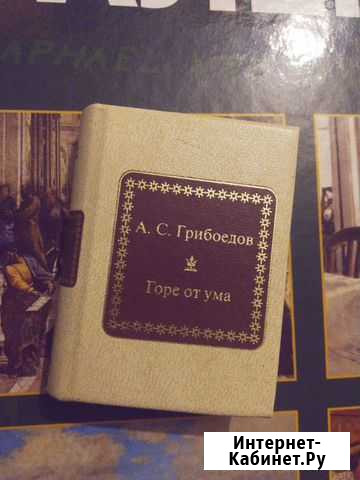 А. С. Грибоедов
Горе от ума
Интернет-
Кабинет.Ру